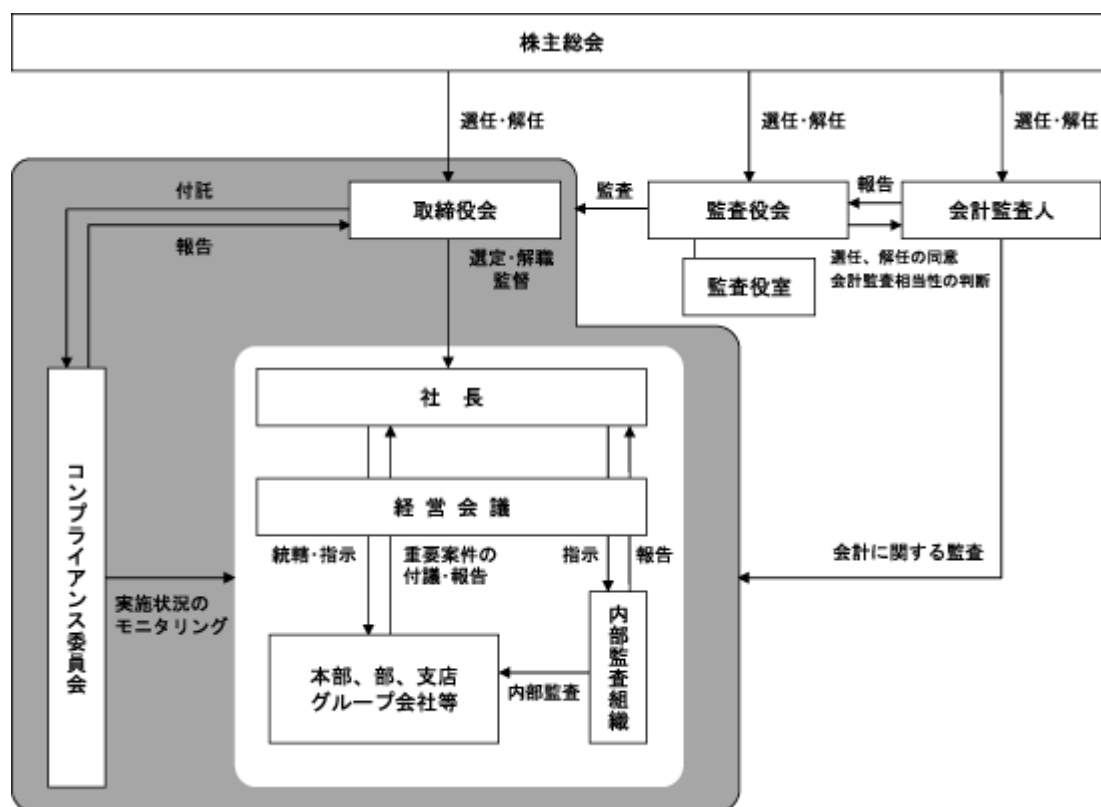 株主総会
選任・解任
選任・解任
選任・解任
付託
報告
取締役会
監査
監査役会
報告
会計監査人
選任、解任の同意
会計監査相当性の判断
監査役室
選定・解職
監督
社 長
経 営 会 議
統轄・指示
重要案件の
付議・報告
指示
報告
会計に関する監査
コンプライアンス委員会
実施状況の
モニタリング
本部、部、支店
グループ会社等
内部監査
内部監査組織